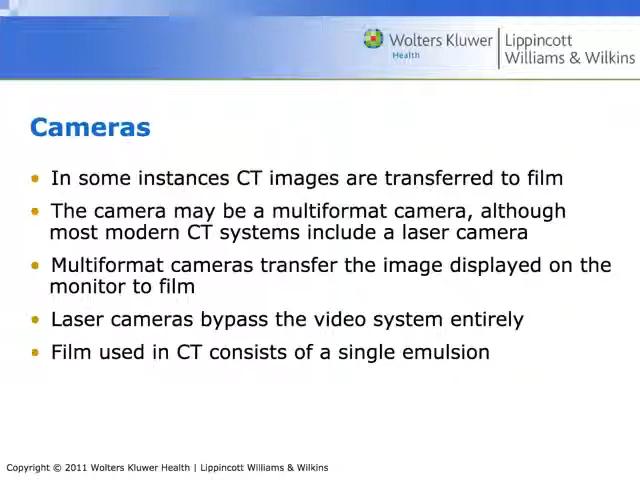 Wolters Kluwer
Health
Lippincott
Williams & Wilkins
Cameras
• In some instances CT images are transferred to film
• The camera may be a multiformat camera, although
most modern CT systems include a laser camera
• Multiformat cameras transfer the image displayed on the
monitor to film
• Laser cameras bypass the video system entirely
• Film used in CT consists of a single emulsion
Copyright © 2011 Wolters Kluwer Health | Lippincott Williams & Wilkins